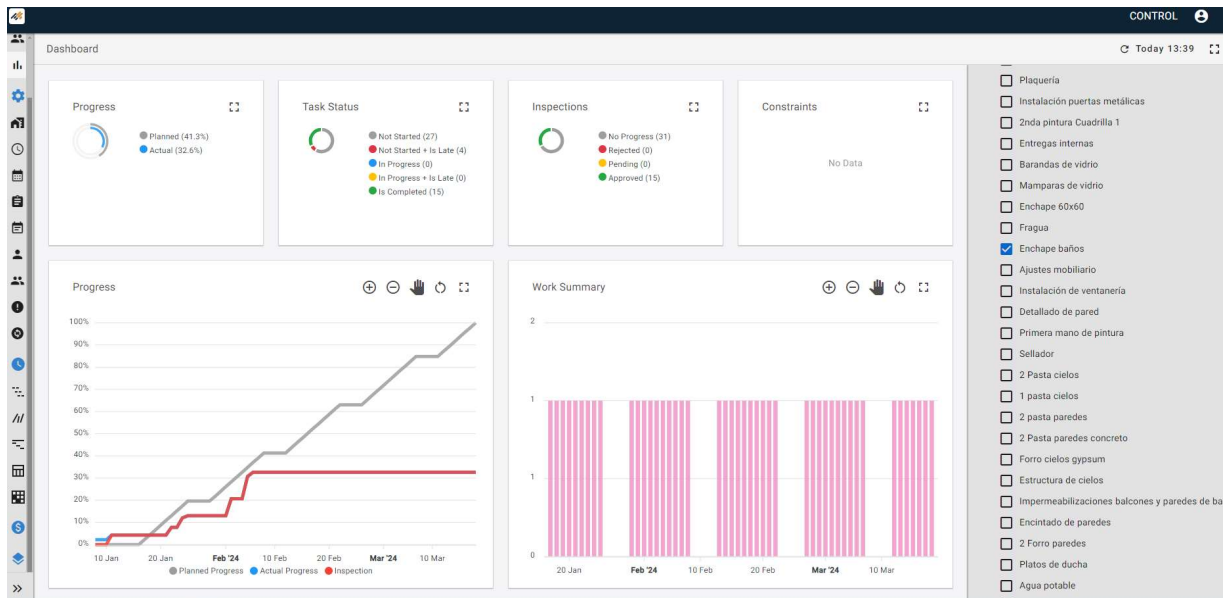 CONTROL
Dashboard
Today 13:39
Progress
Planned (41.3%)
Actual (32.6%)
Task Status
Not Started (27)
Not Started + Is Late (4)
In Progress (0)
In Progress + Is Late (0)
Is Completed (15)
Inspections
No Progress (31)
Rejected (0)
Pending (0)
Approved (15)
Constraints
No Data
Progress
100%
90%
80%
70%
60%
50%
40%
30%
20%
10%
0%
10 Jan 20 Jan Feb '24 10 Feb 20 Feb Mar '24 10 Mar
Planned Progress Actual Progress Inspection
Work Summary
2
1
1
0
20 Jan Feb '24 10 Feb 20 Feb Mar '24 10 Mar
Plaquería
Instalación puertas metálicas
2nda pintura Cuadrilla 1
Entregas internas
Barandas de vidrio
Mamparas de vidrio
Enchape 60x60
Fragua
Enchape baños
Ajustes mobiliario
Instalación de ventanería
Detallado de pared
Primera mano de pintura
Sellador
2 Pasta cielos
1 pasta cielos
2 pasta paredes
2 Pasta paredes concreto
Forro cielos gypsum
Estructura de cielos
Impermeabilizaciones balcones y paredes de ba
Encintado de paredes
2 Forro paredes
Platos de ducha
Agua potable